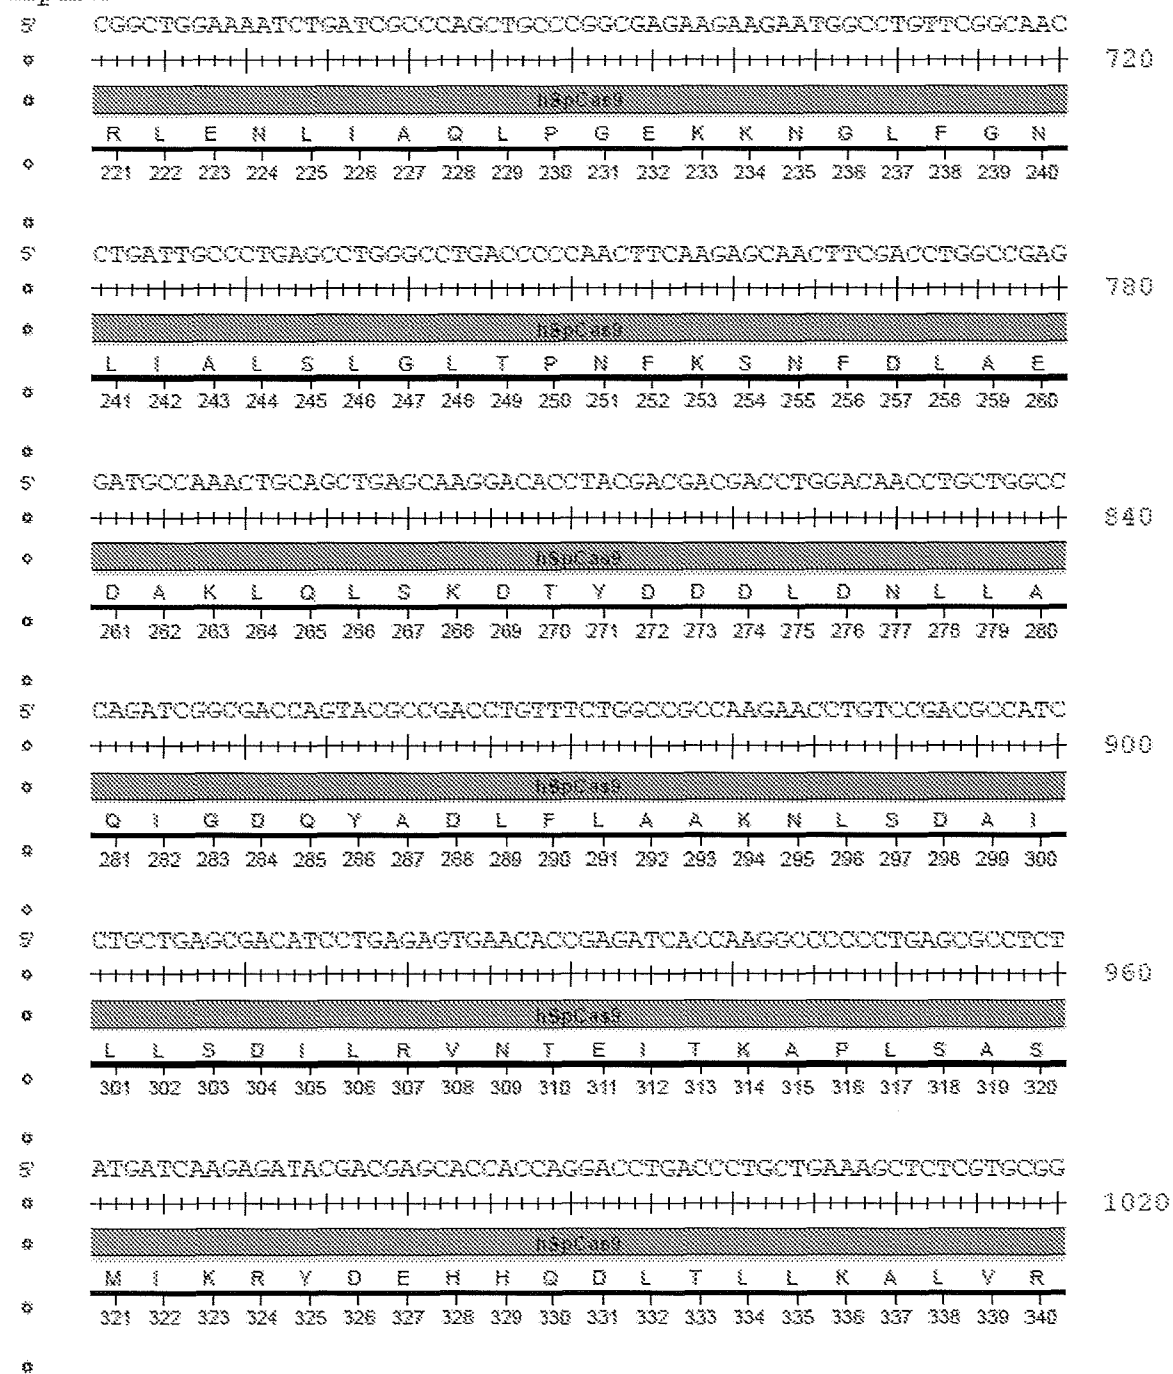 5' CGGCTGGAAAATCTGATCGCCCAGCTGCCCGGCGAGAAGAAGAATGGCCTGTTCGGCAAC
720
hSpCas9
R L E N L I A Q L P G E K K N G L F G N
221 222 223 224 225 226 227 228 229 230 231 232 233 234 235 236 237 238 239 240
5' CTGATTGCCCTGAGCCTGGGCCTGACCCCCAACTTCAAGAGCAACTTCGACCTGGCCGAG
780
hSpCas9
L I A L S L G L T P N F K S N F D L A E
241 242 243 244 245 246 247 248 249 250 251 252 253 254 255 256 257 258 259 260
5' GATGCCAAACTGCAGCTGAGCAAGGACACCTACGACGACGACCTGGACAACCTGCTGGCC
840
hSpCas9
D A K L Q L S K D T Y D D D L D N L L A
261 262 263 264 265 266 267 268 269 270 271 272 273 274 275 276 277 278 279 280
5' CAGATCGGCGACCAGTACGCCGACCTGTTTCTGGCCGCCAAGAACCTGTCCGACGCCATC
900
hSpCas9
Q I G D Q Y A D L F L A A K N L S D A I
281 282 283 284 285 286 287 288 289 290 291 292 293 294 295 296 297 298 299 300
5' CTGCTGAGCGACATCCTGAGAGTGAACACCGAGATCACCAAGGCCCCCCTGAGCGCCTCT
960
hSpCas9
L L S D I L R V N T E I T K A P L S A S
301 302 303 304 305 306 307 308 309 310 311 312 313 314 315 316 317 318 319 320
5' ATGATCAAGAGATACGACGAGCACCACCAGGACCTGACCCTGCTGAAAGCTCTCGTGCGG
1020
hSpCas9
M I K R Y D E H H Q D L T L L K A L V R
321 322 323 324 325 326 327 328 329 330 331 332 333 334 335 336 337 338 339 340